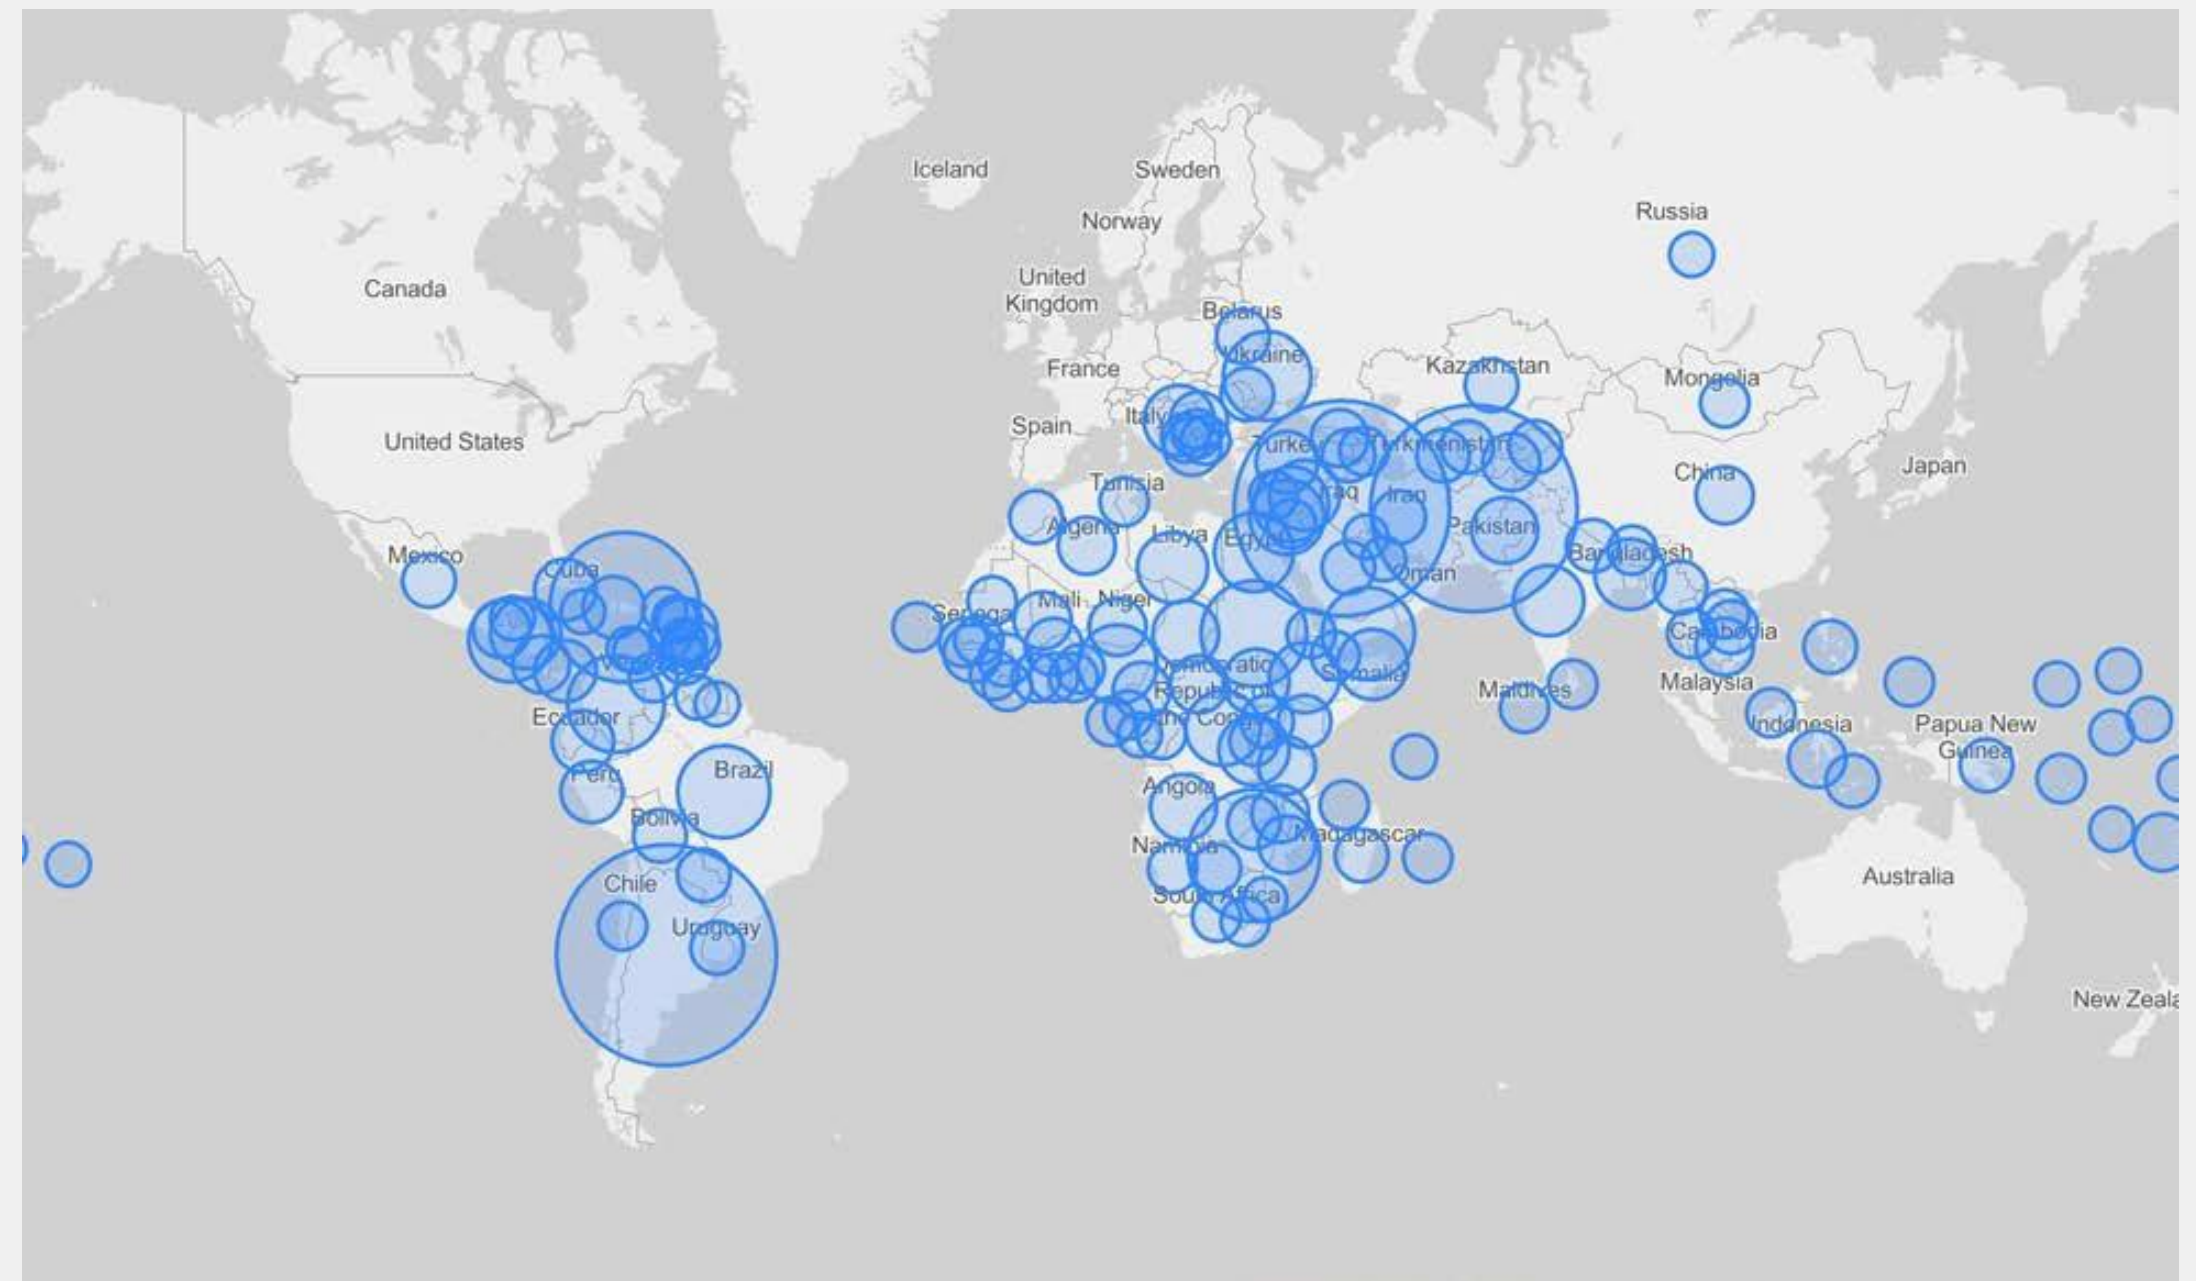 Iceland
Sweden
Norway
Russia
United
Kingdom
Canada
Belarus
Ukraine
France
Kazakhstan
Mongolia
Italy
Spain
United States
Turkey
Turkmenistan
Japan
China
Tunisia
Iraq
Iran
Algeria
Pakistan
Libya
Egypt
Mexico
Bangladesh
Cuba
Oman
Mali
Niger
Senega
Cambodia
Democratic
Republic of
the Congo
Somalia
Malaysia
Maldives
Ecuador
Indonesia
Papua New
Guinea
Peru
Brazil
Angola
Bolivia
Madagascar
Namibia
Chile
Australia
South Africa
Uruguay
New Zeala